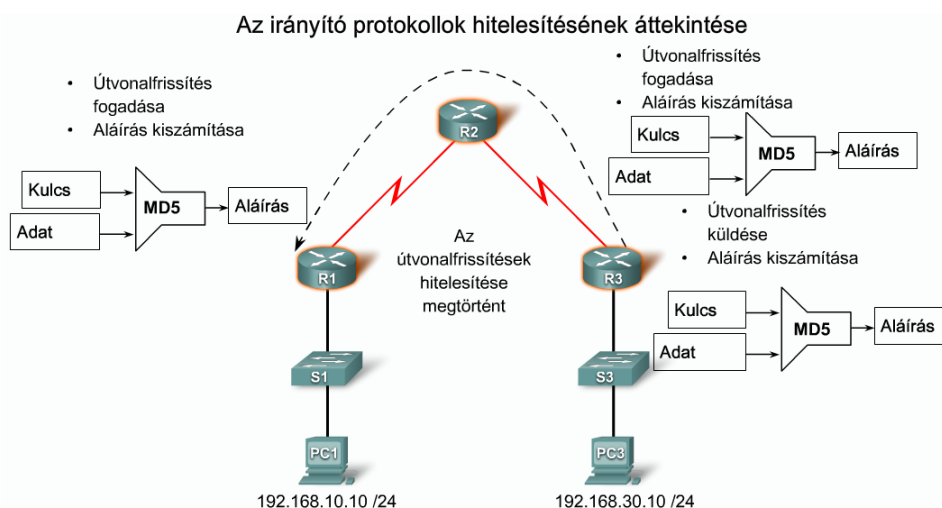 Az irányító protokollok hitelesítésének áttekintése
• Útvonalfrissítés
fogadása
• Aláírás kiszámítása
Kulcs
Adat
MD5
Aláírás
• Útvonalfrissítés
fogadása
• Aláírás kiszámítása
Kulcs
Adat
MD5
Aláírás
• Útvonalfrissítés
küldése
• Aláírás kiszámítása
Kulcs
Adat
MD5
Aláírás
R2
R1
R3
Az
útvonalfrissítések
hitelesítése
megtörtént
S1
S3
PC1
PC3
192.168.10.10 /24
192.168.30.10 /24